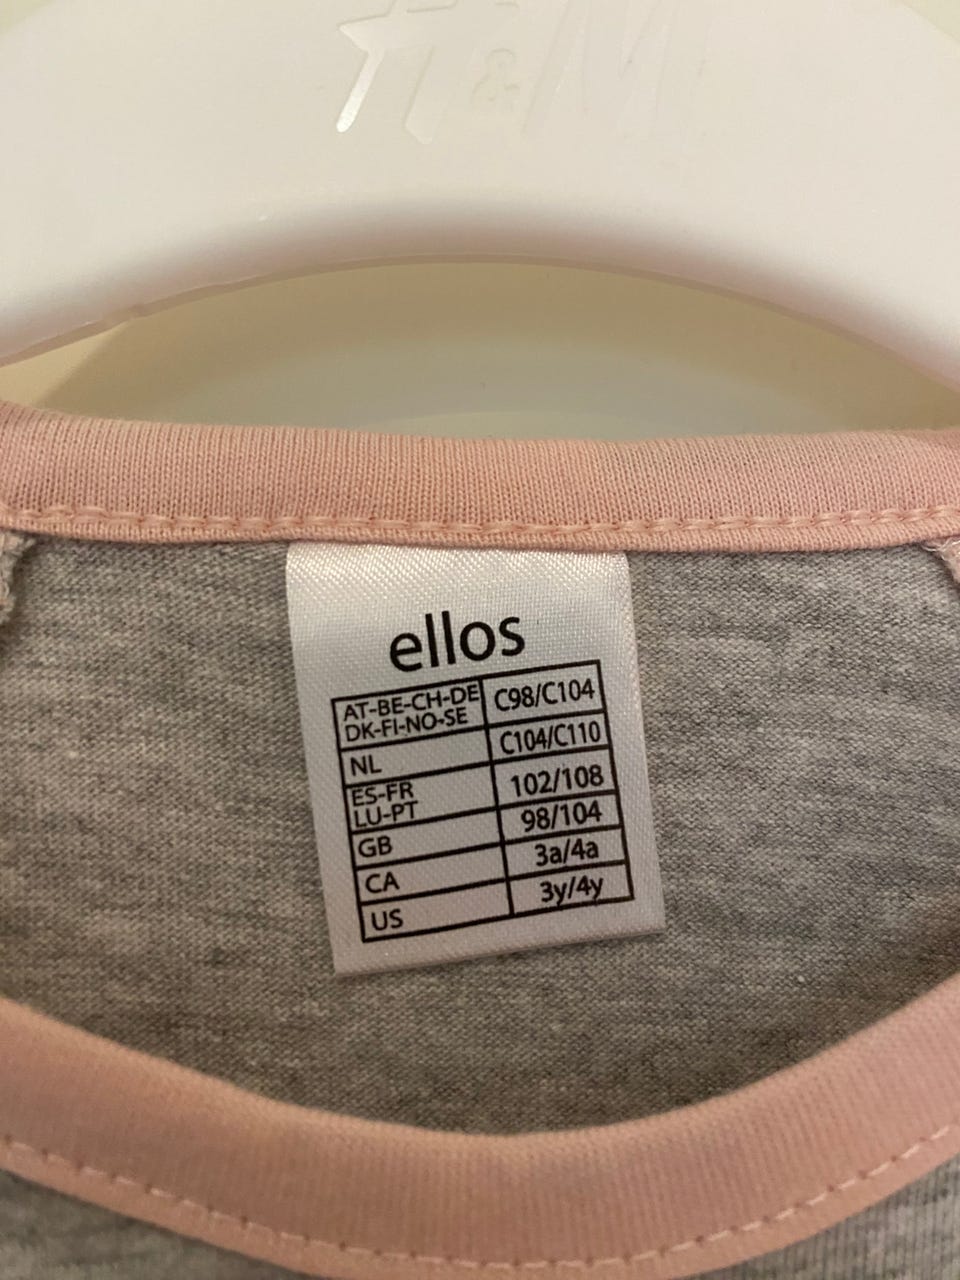 H&M
ellos
AT-BE-CH-DE
DK-FI-NO-SE C98/C104
NL C104/C110
ES-FR
LU-PT 102/108
GB 98/104
CA 3a/4a
US 3y/4y